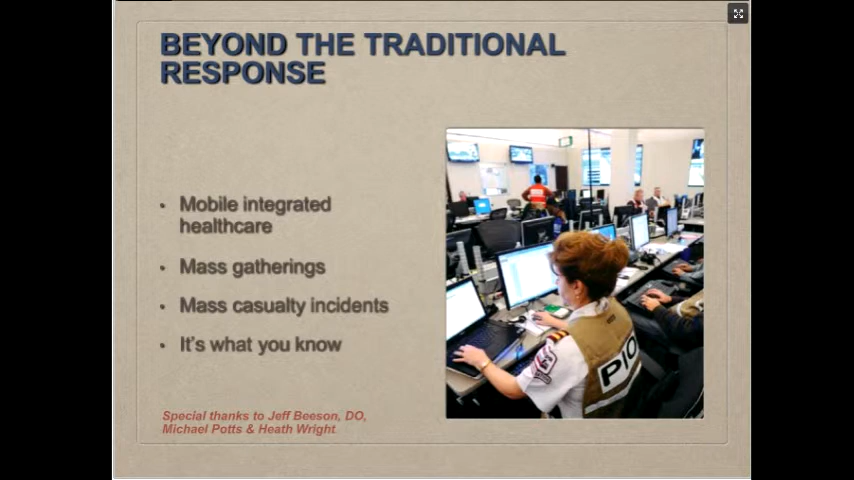 BEYOND THE TRADITIONAL
RESPONSE
• Mobile integrated
healthcare
• Mass gatherings
• Mass casualty incidents
• It's what you know
PIO
Special thanks to Jeff Beeson, DO,
Michael Potts & Heath Wright